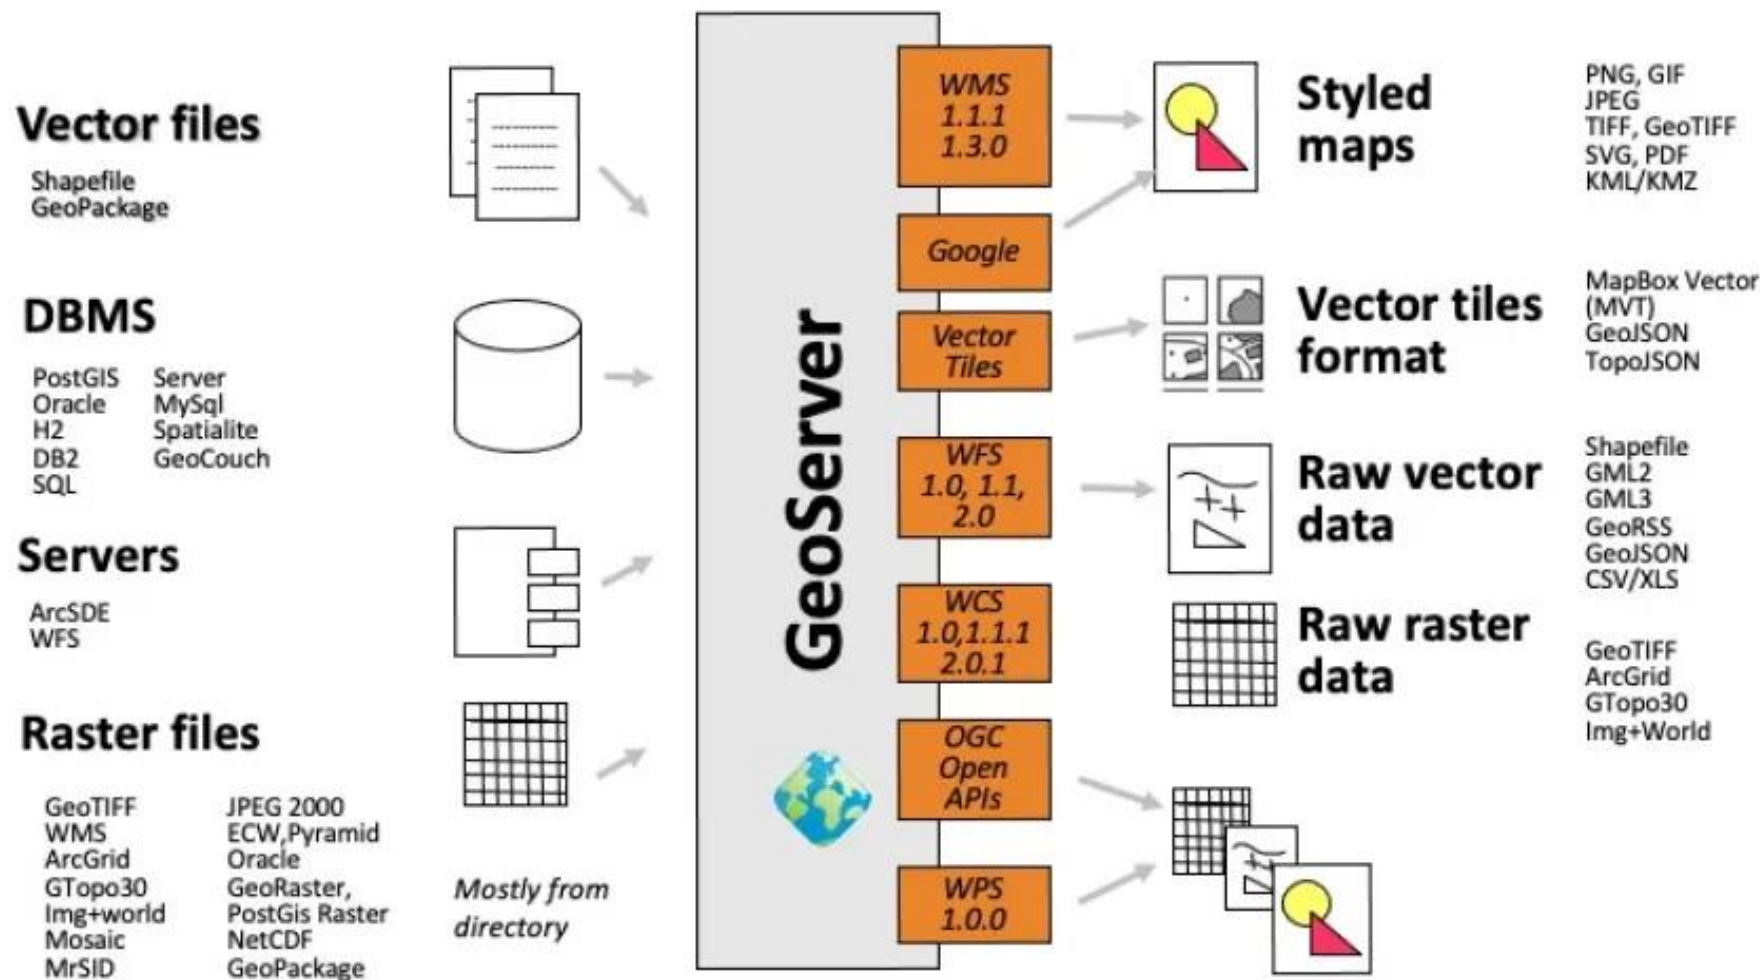 Vector files
Shapefile
GeoPackage
DBMS
PostGIS
Oracle
H2
DB2
SQL
Server
MySql
Spatialite
GeoCouch
Servers
ArcSDE
WFS
Raster files
GeoTIFF
WMS
ArcGrid
GTopo30
Img+world
Mosaic
MrSID
JPEG 2000
ECW,Pyramid
Oracle
GeoRaster,
PostGis Raster
NetCDF
GeoPackage
Mostly from
directory
GeoServer
WMS
1.1.1
1.3.0
Google
Vector
Tiles
WFS
1.0, 1.1,
2.0
WCS
1.0,1.1.1
2.0.1
OGC
Open
APIs
WPS
1.0.0
Styled
maps
PNG, GIF
JPEG
TIFF, GeoTIFF
SVG, PDF
KML/KMZ
Vector tiles
format
MapBox Vector
(MVT)
GeoJSON
TopoJSON
Raw vector
data
Shapefile
GML2
GML3
GeoRSS
GeoJSON
CSV/XLS
Raw raster
data
GeoTIFF
ArcGrid
GTopo30
Img+World